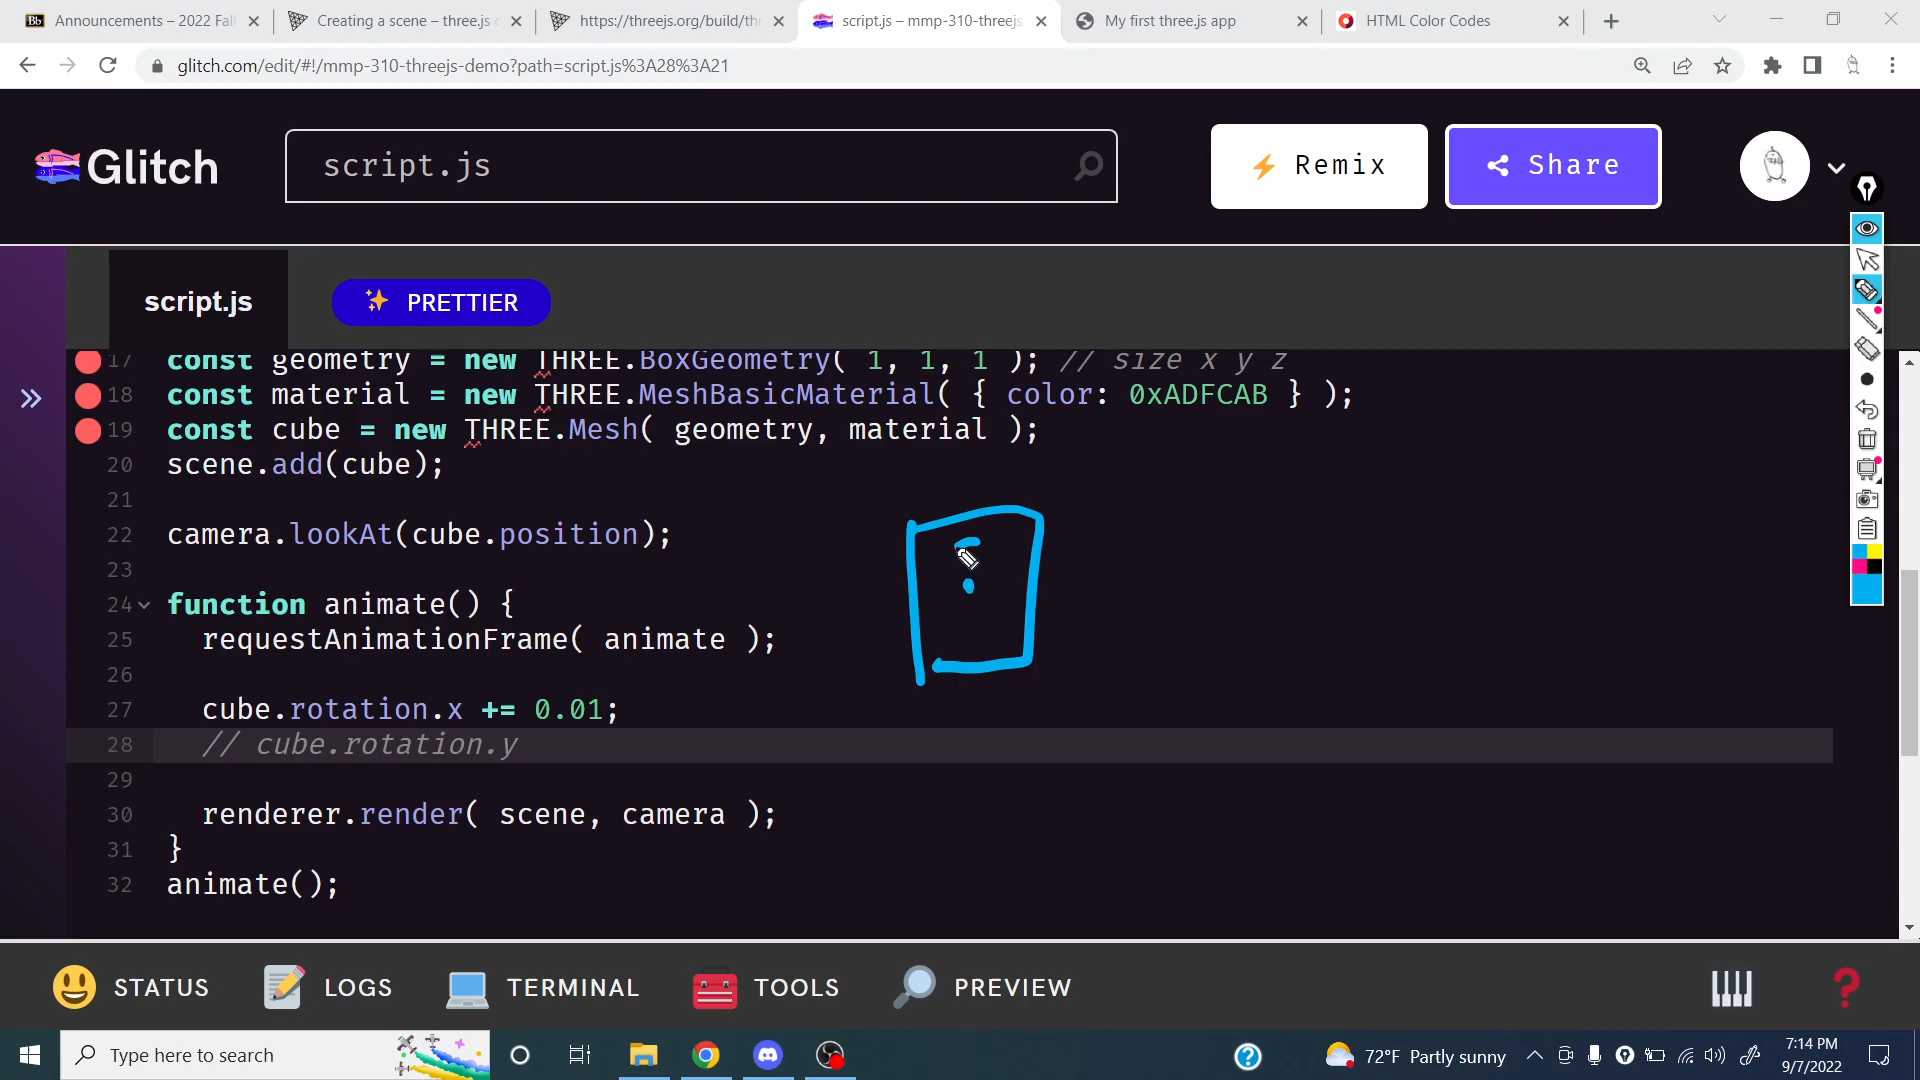 Bb Announcements – 2022 Fal
Creating a scene – three.js
https://threejs.org/build/th
script.js – mmp-310-threejs
My first three.js app
HTML Color Codes
glitch.com/edit/#!/mmp-310-threejs-demo?path=script.js%3A28%3A21
Glitch
script.js
Remix
Share
script.js
PRETTIER
17 const geometry = new THREE.BoxGeometry( 1, 1, 1 ); // size x y z
18 const material = new THREE.MeshBasicMaterial( { color: 0xADFCAB } );
19 const cube = new THREE.Mesh( geometry, material );
20 scene.add(cube);
21
22 camera.lookAt(cube.position);
23
24 function animate() {
25 requestAnimationFrame( animate );
26
27 cube.rotation.x += 0.01;
28 // cube.rotation.y
29
30 renderer.render( scene, camera );
31 }
32 animate();
STATUS
LOGS
TERMINAL
TOOLS
PREVIEW
?
Type here to search
72°F Partly sunny
7:14 PM
9/7/2022